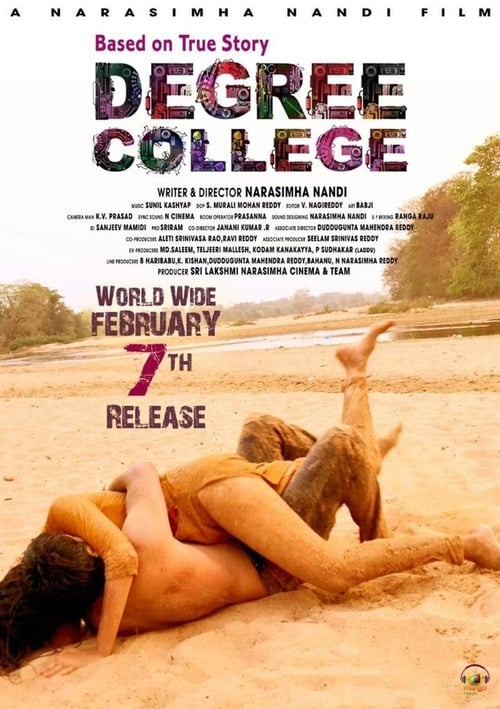 A NARASIMHA NANDI FILM
Based on True Story
DEGREE
COLLEGE
WRITER & DIRECTOR NARASIMHA NANDI
MUSIC SUNIL KASHYAP DOP S. MURALI MOHAN REDDY EDITOR V. NAGIREDDY ART BABJI
CAMERA MAN K.V. PRASAD SYNC SOUND N CINEMA BOOM OPERATOR PRASANNA SOUND DESIGNING NARASIMHA NANDI 5.1 MIXING RANGA RAJU
DI SANJEEV MAMIDI PRO SRIRAM CO-DIRECTOR JANANI KUMAR .R ASSOCIATE DIRECTOR DUDDUGUNTA MAHENDRA REDDY
CO-PRODUCERS ALETI SRINIVASA RAO,RAVI REDDY ASSOCIATE PRODUCER SEELAM SRINIVAS REDDY
EX-PRODUCERS MD.SALEEM, TELJEERI MALLESH, KODAM KANAKAYYA, P SUDHAKAR (LADDU)
LINE PRODUCERS B HARIBABU,K. KISHAN,DUDDUGUNTA MAHENDRA REDDY,BAHANU, N NARASIMHA REDDY
PRODUCER SRI LAKSHMI NARASIMHA CINEMA & TEAM
WORLD WIDE
FEBRUARY
7TH
RELEASE
mango